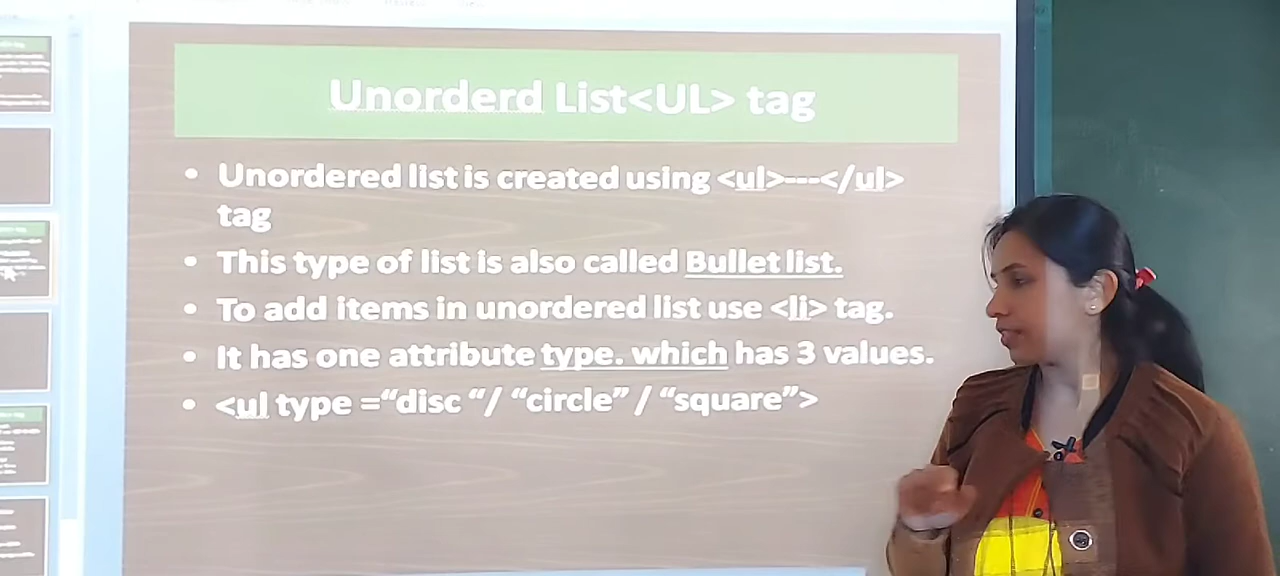 Unorderd List<UL> tag
• Unordered list is created using <ul>---</ul>
tag
• This type of list is also called Bullet list.
• To add items in unordered list use <li> tag.
• It has one attribute type. which has 3 values.
• <ul type =“disc “/ “circle” / “square”>